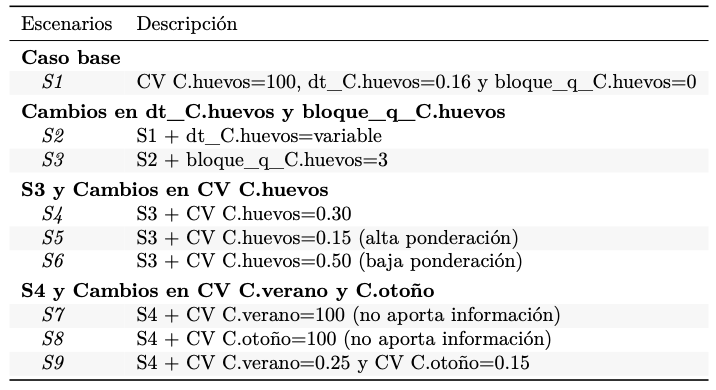 Escenarios Descripción
Caso base
S1 CV C.huevos=100, dt_C.huevos=0.16 y bloque_q_C.huevos=0
Cambios en dt_C.huevos y bloque_q_C.huevos
S2 S1 + dt_C.huevos=variable
S3 S2 + bloque_q_C.huevos=3
S3 y Cambios en CV C.huevos
S4 S3 + CV C.huevos=0.30
S5 S3 + CV C.huevos=0.15 (alta ponderación)
S6 S3 + CV C.huevos=0.50 (baja ponderación)
S4 y Cambios en CV C.verano y C.otoño
S7 S4 + CV C.verano=100 (no aporta información)
S8 S4 + CV C.otoño=100 (no aporta información)
S9 S4 + CV C.verano=0.25 y CV C.otoño=0.15